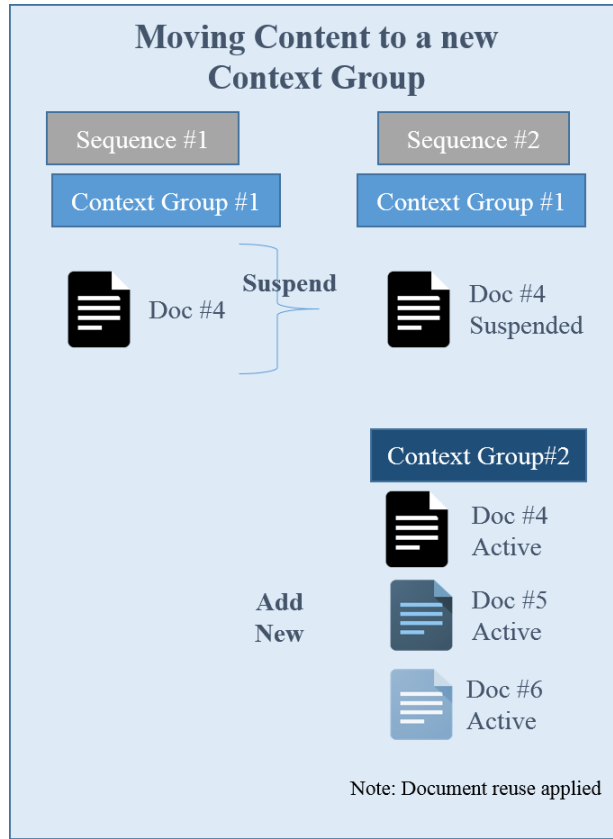 Moving Content to a new
Context Group
Sequence #1
Context Group #1
Doc #4
Suspend
Sequence #2
Context Group #1
Doc #4
Suspended
Context Group#2
Doc #4
Active
Add
New
Doc #5
Active
Doc #6
Active
Note: Document reuse applied